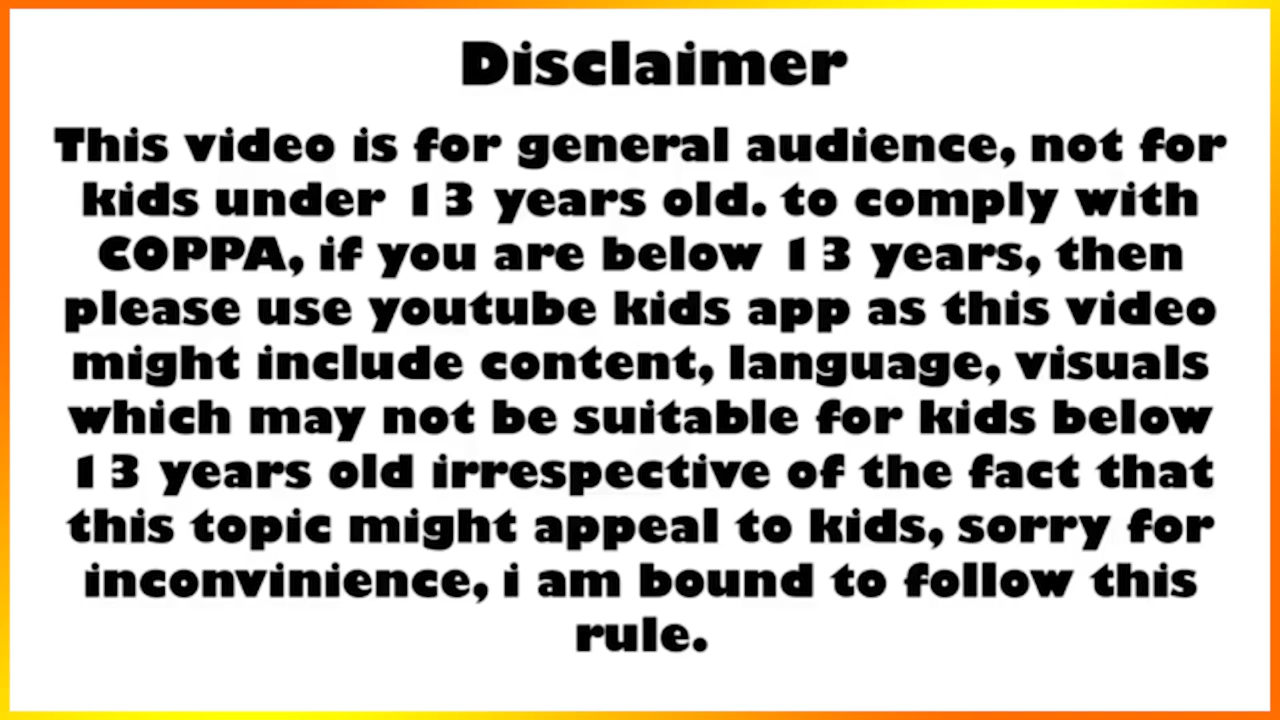 Disclaimer
This video is for general audience, not for
kids under 13 years old. to comply with
COPPA, if you are below 13 years, then
please use youtube kids app as this video
might include content, language, visuals
which may not be suitable for kids below
13 years old irrespective of the fact that
this topic might appeal to kids, sorry for
inconvinience, i am bound to follow this
rule.